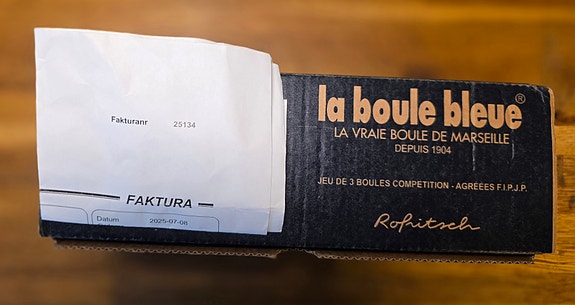 Fakturanr 25134
FAKTURA
Datum 2025-07-08
la boule bleue®
LA VRAIE BOULE DE MARSEILLE
DEPUIS 1904
JEU DE 3 BOULES COMPETITION - AGRÉÉES F.I.P.J.P.
Rofritsch